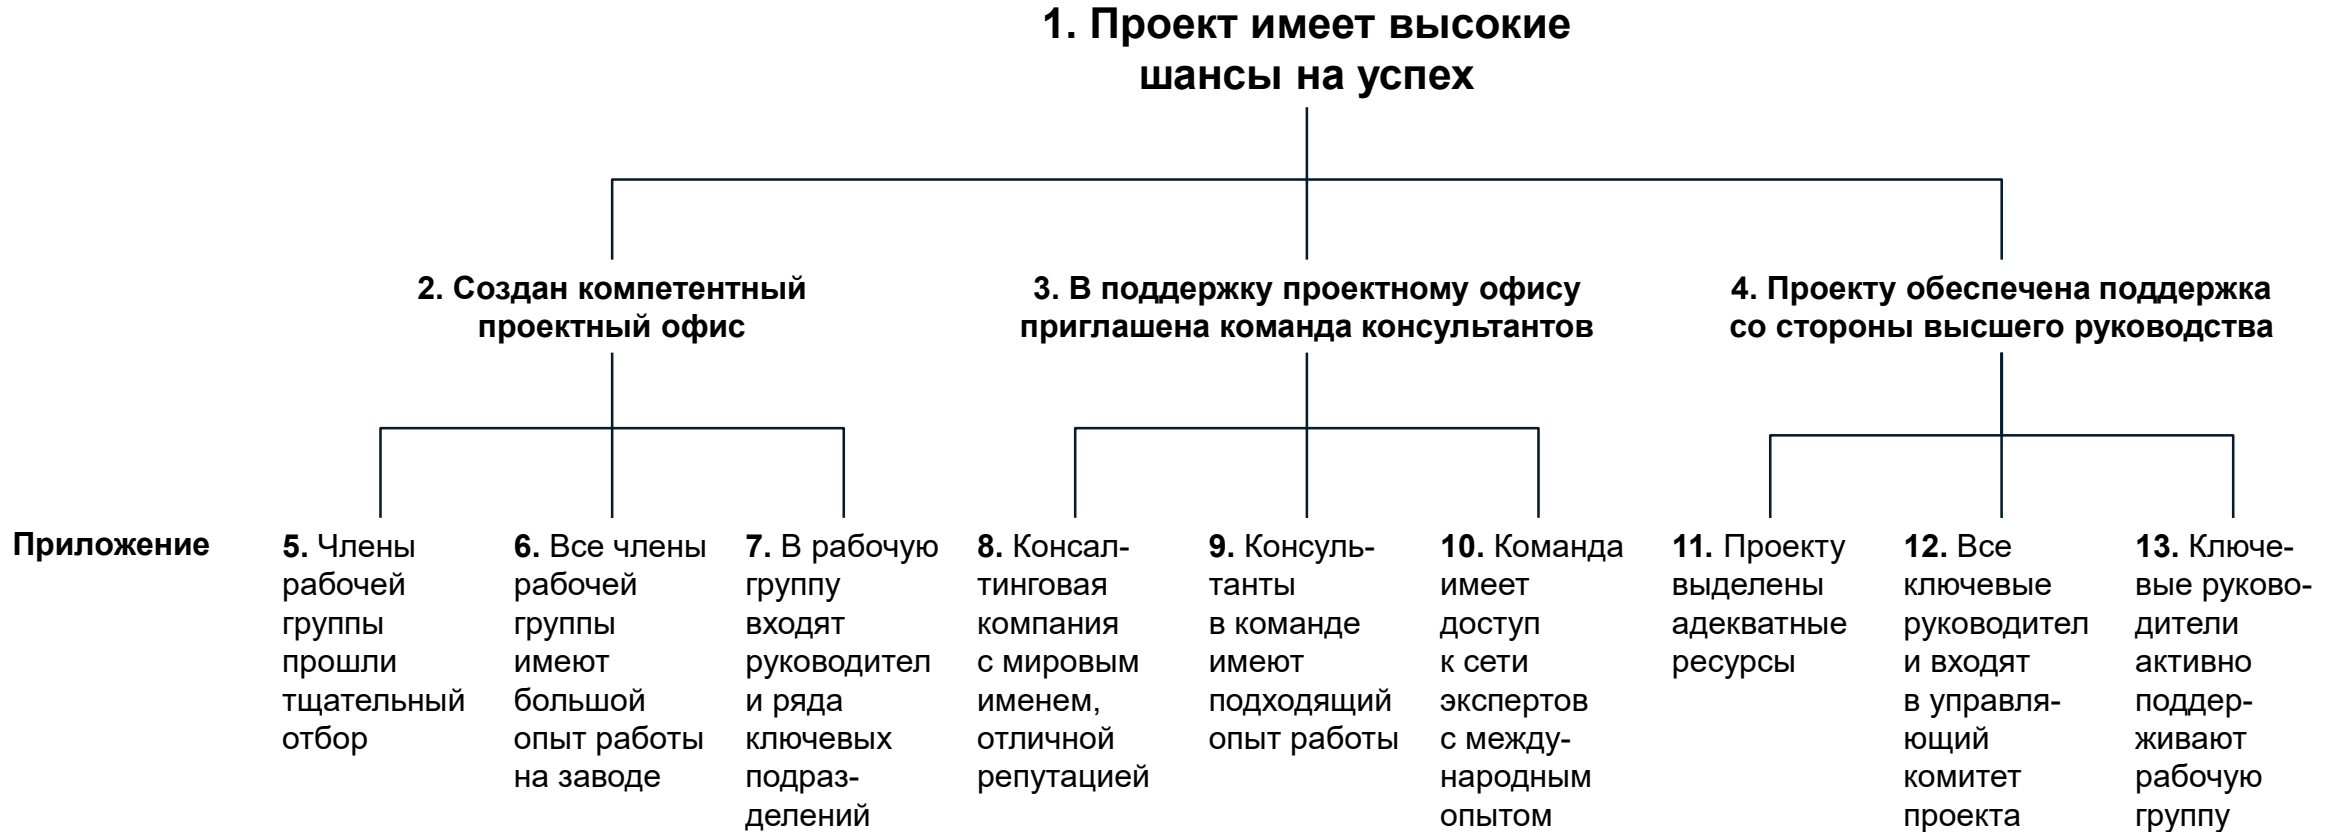 1. Проект имеет высокие
шансы на успех
2. Создан компетентный
проектный офис
3. В поддержку проектному офису
приглашена команда консультантов
4. Проекту обеспечена поддержка
со стороны высшего руководства
Приложение
5. Члены
рабочей
группы
прошли
тщательный
отбор
6. Все члены
рабочей
группы
имеют
большой
опыт работы
на заводе
7. В рабочую
группу
входят
руководител
и ряда
ключевых
подраз-
делений
8. Консал-
тинговая
компания
с мировым
именем,
отличной
репутацией
9. Консуль-
танты
в команде
имеют
подходящий
опыт работы
10. Команда
имеет
доступ
к сети
экспертов
с между-
народным
опытом
11. Проекту
выделены
адекватные
ресурсы
12. Все
ключевые
руководител
и входят
в управля-
ющий
комитет
проекта
13. Ключе-
вые руково-
дители
активно
поддер-
живают
рабочую
группу